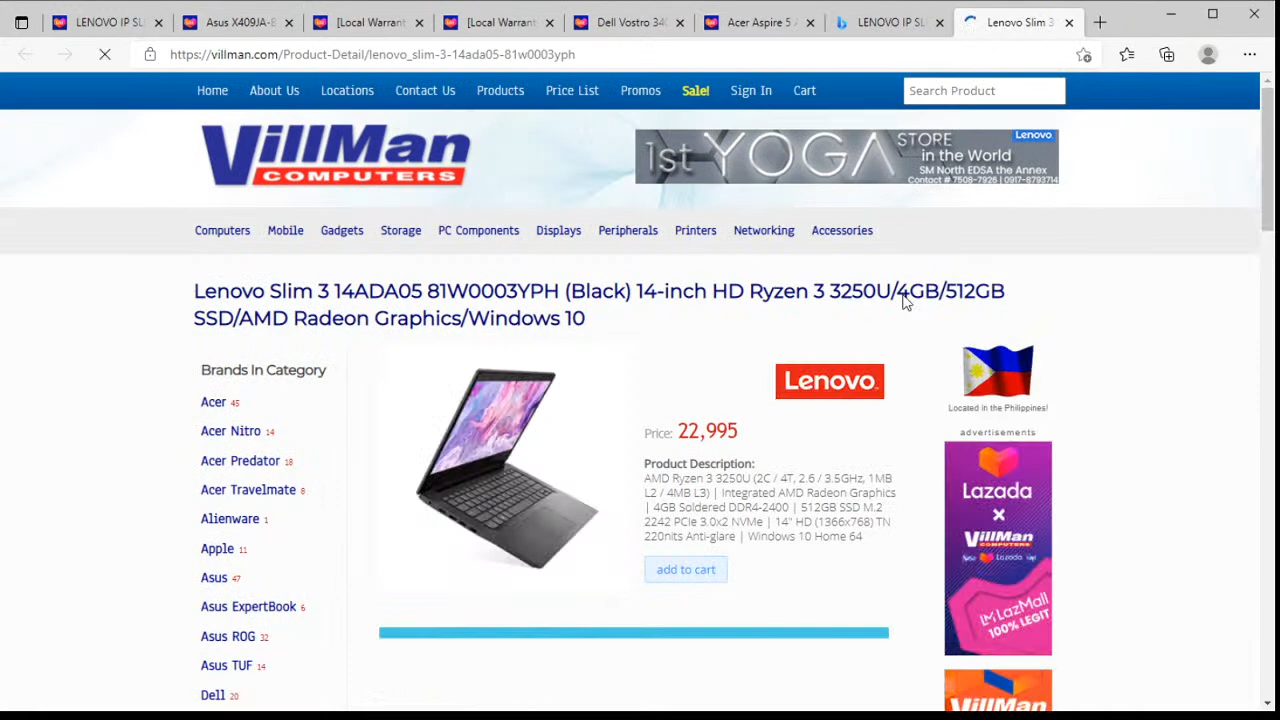 LENOVO IP SL
Asus X409JA-B
[Local Warrant
[Local Warrant
Dell Vostro 340
Acer Aspire 5 A
LENOVO IP SL
Lenovo Slim 3
https://villman.com/Product-Detail/lenovo_slim-3-14ada05-81w0003yph
Home About Us Locations Contact Us Products Price List Promos Sale! Sign In Cart
Search Product
VillMan
COMPUTERS
1st YOGA STORE
in the World
SM North EDSA the Annex
Contact # 7508-7926 | 0917-8793714
Lenovo
Computers Mobile Gadgets Storage PC Components Displays Peripherals Printers Networking Accessories
Lenovo Slim 3 14ADA05 81W0003YPH (Black) 14-inch HD Ryzen 3 3250U/4GB/512GB
SSD/AMD Radeon Graphics/Windows 10
Brands In Category
Acer 45
Acer Nitro 14
Acer Predator 18
Acer Travelmate 8
Alienware 1
Apple 11
Asus 47
Asus ExpertBook 6
Asus ROG 32
Asus TUF 14
Dell 20
Lenovo
Price: 22,995
Product Description:
AMD Ryzen 3 3250U (2C / 4T, 2.6 / 3.5GHz, 1MB
L2 / 4MB L3) | Integrated AMD Radeon Graphics
| 4GB Soldered DDR4-2400 | 512GB SSD M.2
2242 PCIe 3.0x2 NVMe | 14" HD (1366x768) TN
220nits Anti-glare | Windows 10 Home 64
add to cart
Located in the Philippines!
advertisements
Lazada
×
VillMan
COMPUTERS
LazMall
100% LEGIT